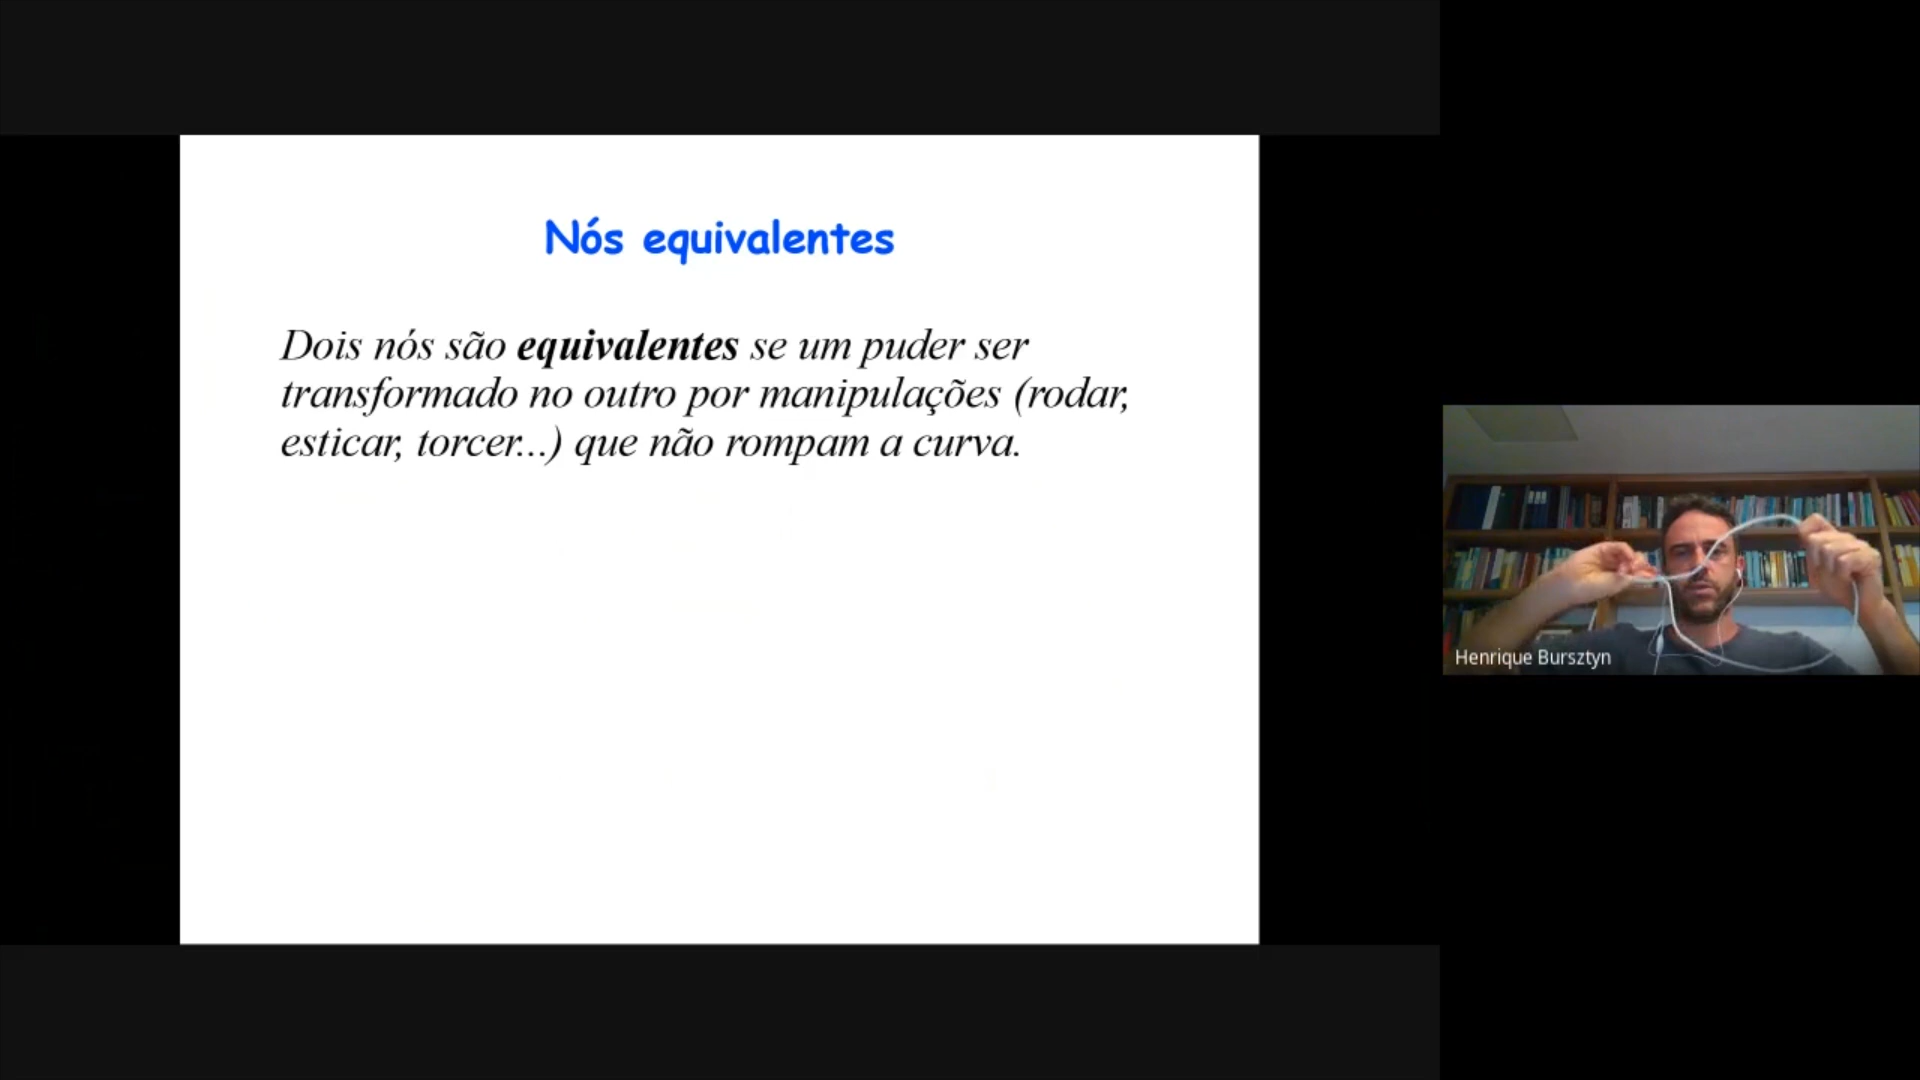 Nós equivalentes
Dois nós são equivalentes se um puder ser
transformado no outro por manipulações (rodar,
esticar, torcer...) que não rompam a curva.
Henrique Bursztyn